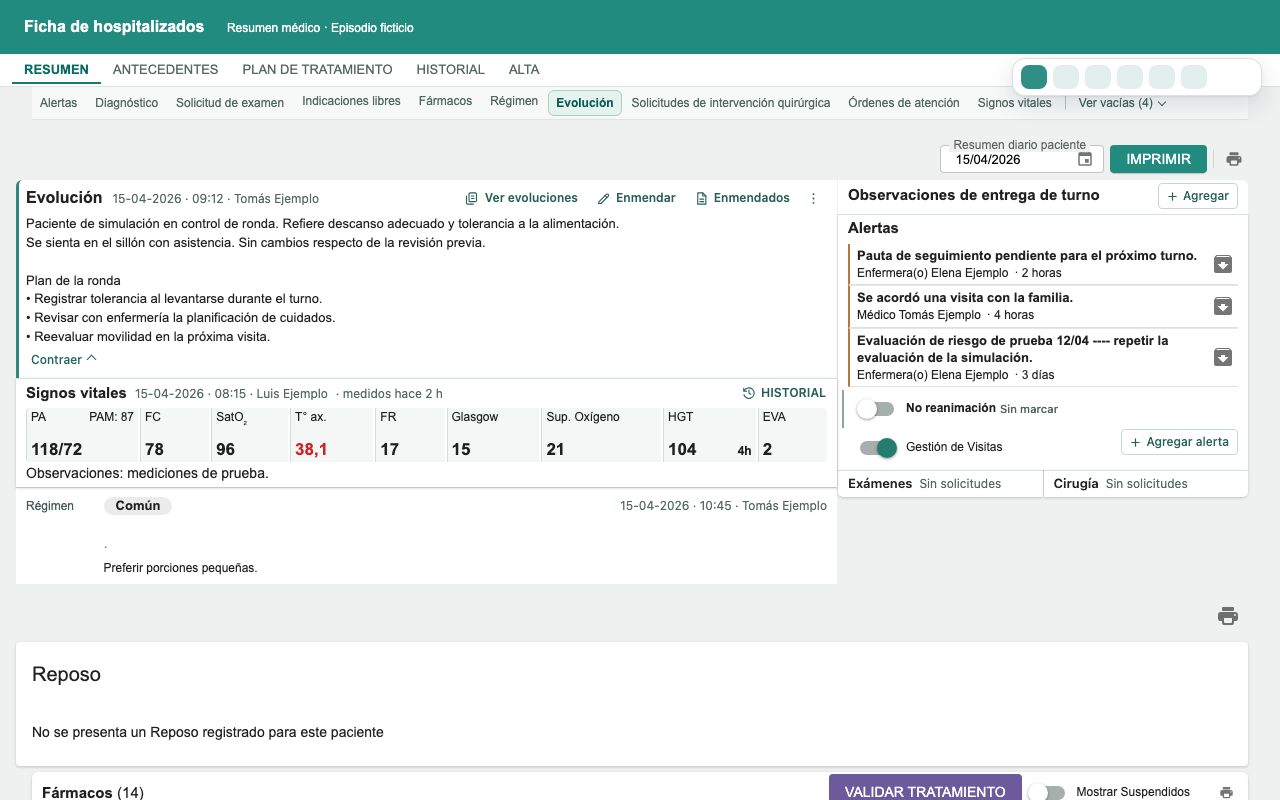 Ficha de hospitalizados Resumen médico · Episodio ficticio
RESUMEN ANTECEDENTES PLAN DE TRATAMIENTO HISTORIAL ALTA
Alertas Diagnóstico Solicitud de examen Indicaciones libres Fármacos Régimen Evolución Solicitudes de intervención quirúrgica Órdenes de atención Signos vitales Ver vacías (4)
Resumen diario paciente
15/04/2026 IMPRIMIR
Evolución 15-04-2026 · 09:12 · Tomás Ejemplo Ver evoluciones Enmendar Enmendados
Paciente de simulación en control de ronda. Refiere descanso adecuado y tolerancia a la alimentación.
Se sienta en el sillón con asistencia. Sin cambios respecto de la revisión previa.
Plan de la ronda
• Registrar tolerancia al levantarse durante el turno.
• Revisar con enfermería la planificación de cuidados.
• Reevaluar movilidad en la próxima visita.
Contraer
Signos vitales 15-04-2026 · 08:15 · Luis Ejemplo · medidos hace 2 h HISTORIAL
PA PAM: 87 FC SatO2 T° ax. FR Glasgow Sup. Oxígeno HGT EVA
118/72 78 96 38,1 17 15 21 104 4h 2
Observaciones: mediciones de prueba.
Régimen Común 15-04-2026 · 10:45 · Tomás Ejemplo
.
Preferir porciones pequeñas.
Observaciones de entrega de turno + Agregar
Alertas
Pauta de seguimiento pendiente para el próximo turno.
Enfermera(o) Elena Ejemplo · 2 horas
Se acordó una visita con la familia.
Médico Tomás Ejemplo · 4 horas
Evaluación de riesgo de prueba 12/04 ---- repetir la
evaluación de la simulación.
Enfermera(o) Elena Ejemplo · 3 días
No reanimación Sin marcar
Gestión de Visitas + Agregar alerta
Exámenes Sin solicitudes Cirugía Sin solicitudes
Reposo
No se presenta un Reposo registrado para este paciente
Fármacos (14) VALIDAR TRATAMIENTO Mostrar Suspendidos